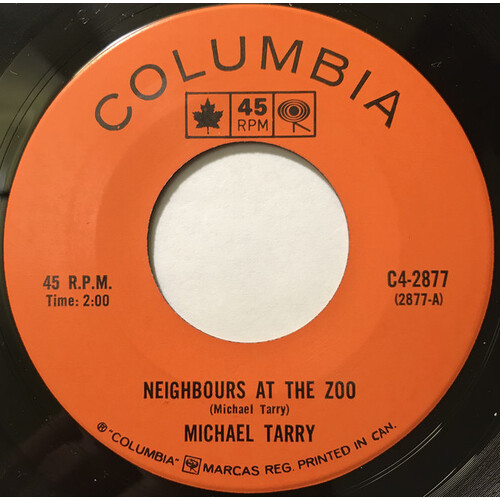 COLUMBIA
45
RPM
45 R.P.M.
Time: 2:00
C4-2877
(2877-A)
NEIGHBOURS AT THE ZOO
(Michael Tarry)
MICHAEL TARRY
® "COLUMBIA" MARCAS REG. PRINTED IN CAN.